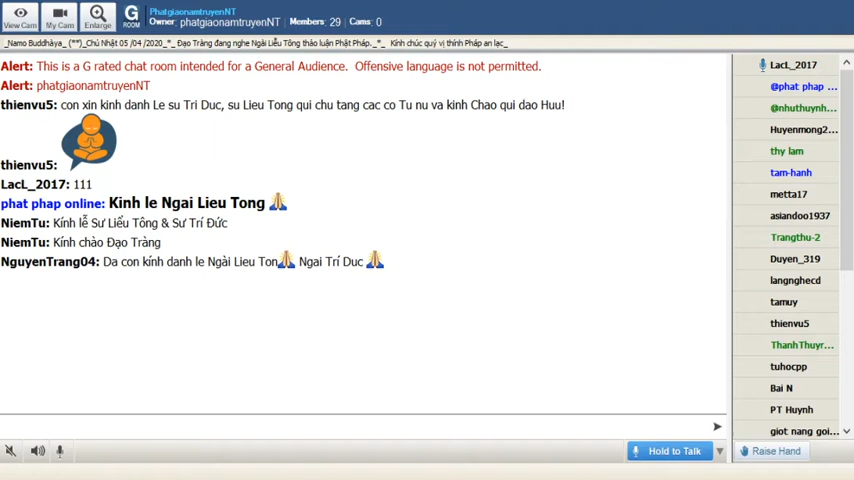 View Cam
My Cam
Enlarge
G
ROOM
PhatgiaonamtruyenNT
Owner: phatgiaonamtruyenNT Members: 29 Cams: 0
_Namo Buddhàya_ (**)_Chủ Nhật 05 /04 /2020_*_ Đạo Tràng đang nghe Ngài Liễu Tông thảo luận Phật Pháp._*_ Kính chúc quý vị thính Pháp an lạc_
Alert: This is a G rated chat room intended for a General Audience. Offensive language is not permitted.
Alert: phatgiaonamtruyenNT
thienvu5: con xin kinh danh Le su Tri Duc, su Lieu Tong qui chu tang cac co Tu nu va kinh Chao qui dao Huu!
thienvu5:
LacL_2017: 111
phat phap online: Kinh le Ngai Lieu Tong
NiemTu: Kính lễ Sư Liễu Tông & Sư Trí Đức
NiemTu: Kính chào Đạo Tràng
NguyenTrang04: Da con kính danh le Ngài Lieu Ton Ngai Trí Duc
LacL_2017
@phat phap ...
@nhuthuynh...
Huyenmong2...
thy lam
tam-hanh
metta17
asiandoo1937
Trangthu-2
Duyen_319
langnghecd
tamuy
thienvu5
ThanhThuyr...
tuhocpp
Bai N
PT Huynh
giot nang goi...
Hold to Talk
Raise Hand